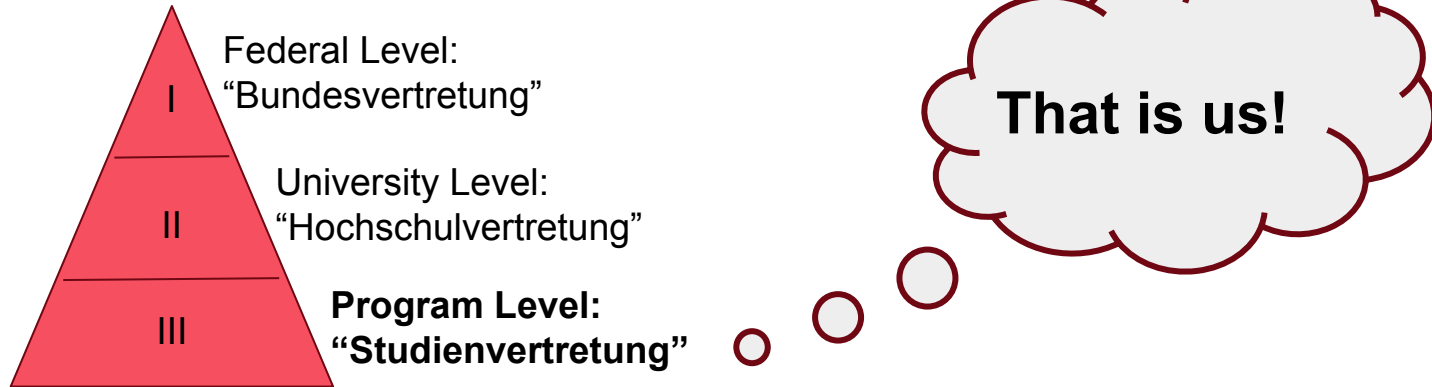 I
Federal Level:
“Bundesvertretung”
II
University Level:
“Hochschulvertretung”
III
Program Level:
“Studienvertretung”
That is us!